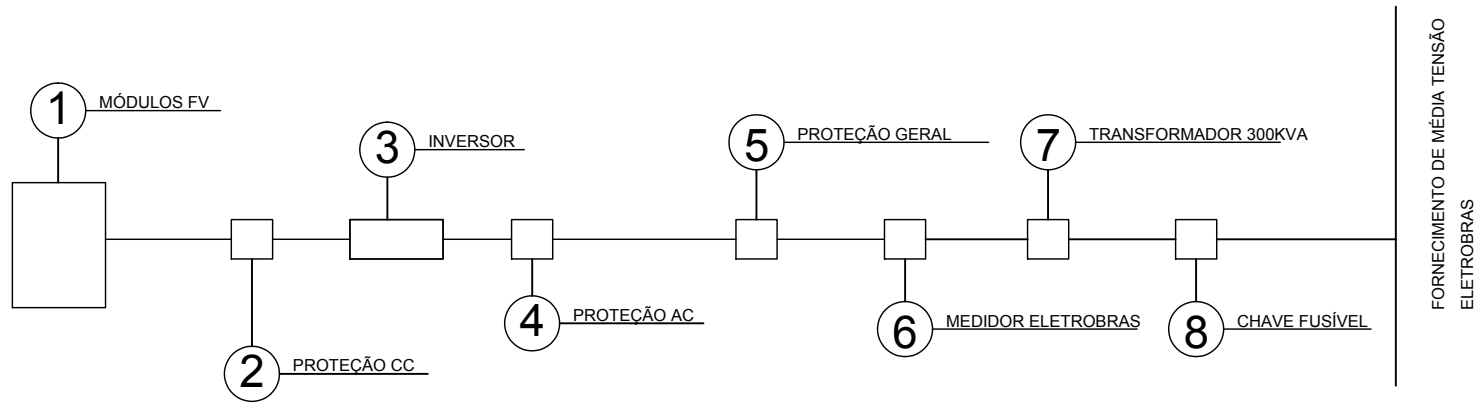 1 MÓDULOS FV
2 PROTEÇÃO CC
3 INVERSOR
4 PROTEÇÃO AC
5 PROTEÇÃO GERAL
6 MEDIDOR ELETROBRAS
7 TRANSFORMADOR 300KVA
8 CHAVE FUSÍVEL
FORNECIMENTO DE MÉDIA TENSÃO
ELETROBRAS